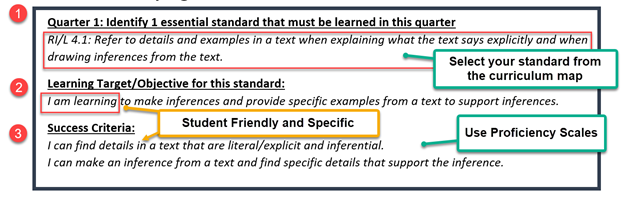 1
Quarter 1: Identify 1 essential standard that must be learned in this quarter
RI/L 4.1: Refer to details and examples in a text when explaining what the text says explicitly and when
drawing inferences from the text.
Select your standard from
the curriculum map
2
Learning Target/Objective for this standard:
I am learning to make inferences and provide specific examples from a text to support inferences.
Student Friendly and Specific
3
Success Criteria:
Use Proficiency Scales
I can find details in a text that are literal/explicit and inferential.
I can make an inference from a text and find specific details that support the inference.